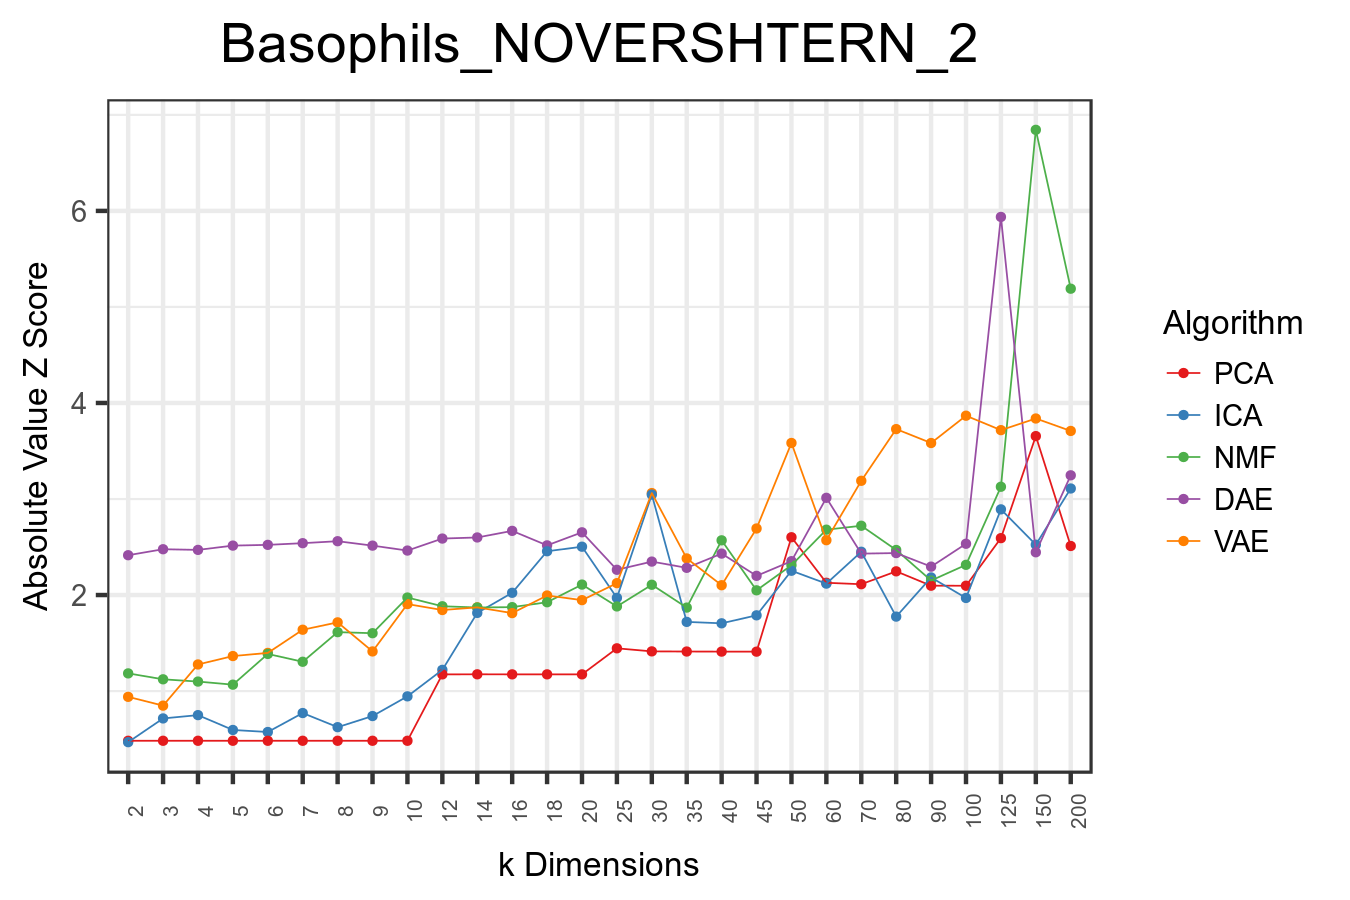 Basophils_NOVERSHTERN_2
Absolute Value Z Score
6
4
2
2 3 4 5 6 7 8 9 10 12 14 16 18 20 25 30 35 40 45 50 60 70 80 90 100 125 150 200
k Dimensions
Algorithm
PCA
ICA
NMF
DAE
VAE